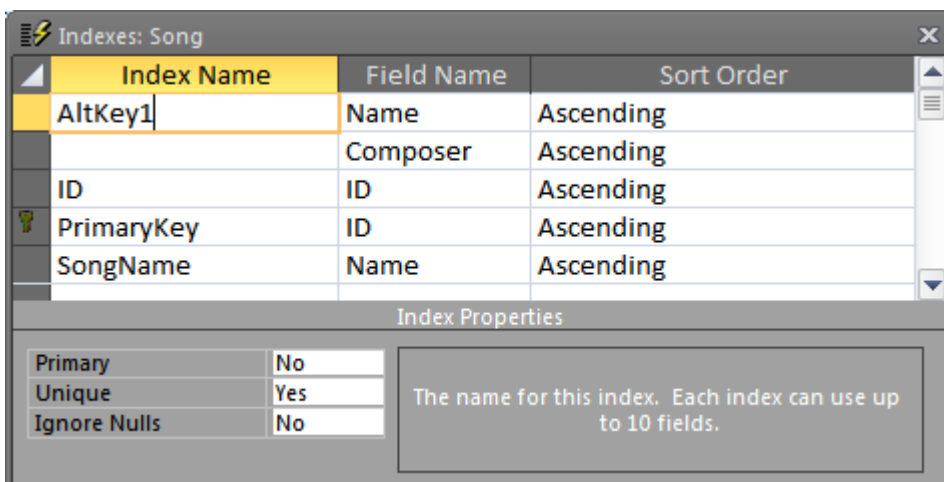 Indexes: Song
Index Name Field Name Sort Order
AltKey1 Name Ascending
Composer Ascending
ID ID Ascending
PrimaryKey ID Ascending
SongName Name Ascending
Index Properties
Primary No
Unique Yes
Ignore Nulls No
The name for this index. Each index can use up
to 10 fields.